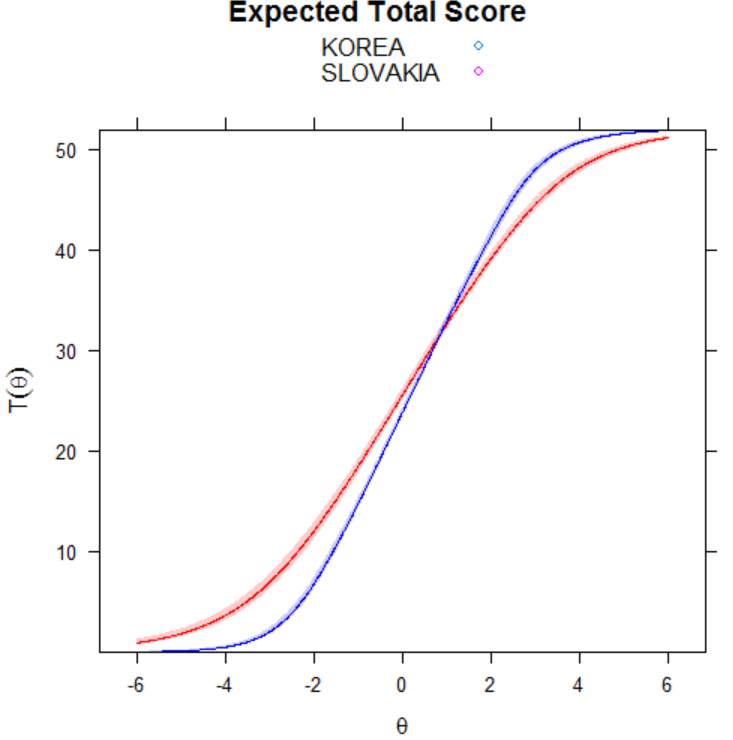 Expected Total Score
KOREA
SLOVAKIA
50
40
30
20
10
T(θ)
-6 -4 -2 0 2 4 6
θ